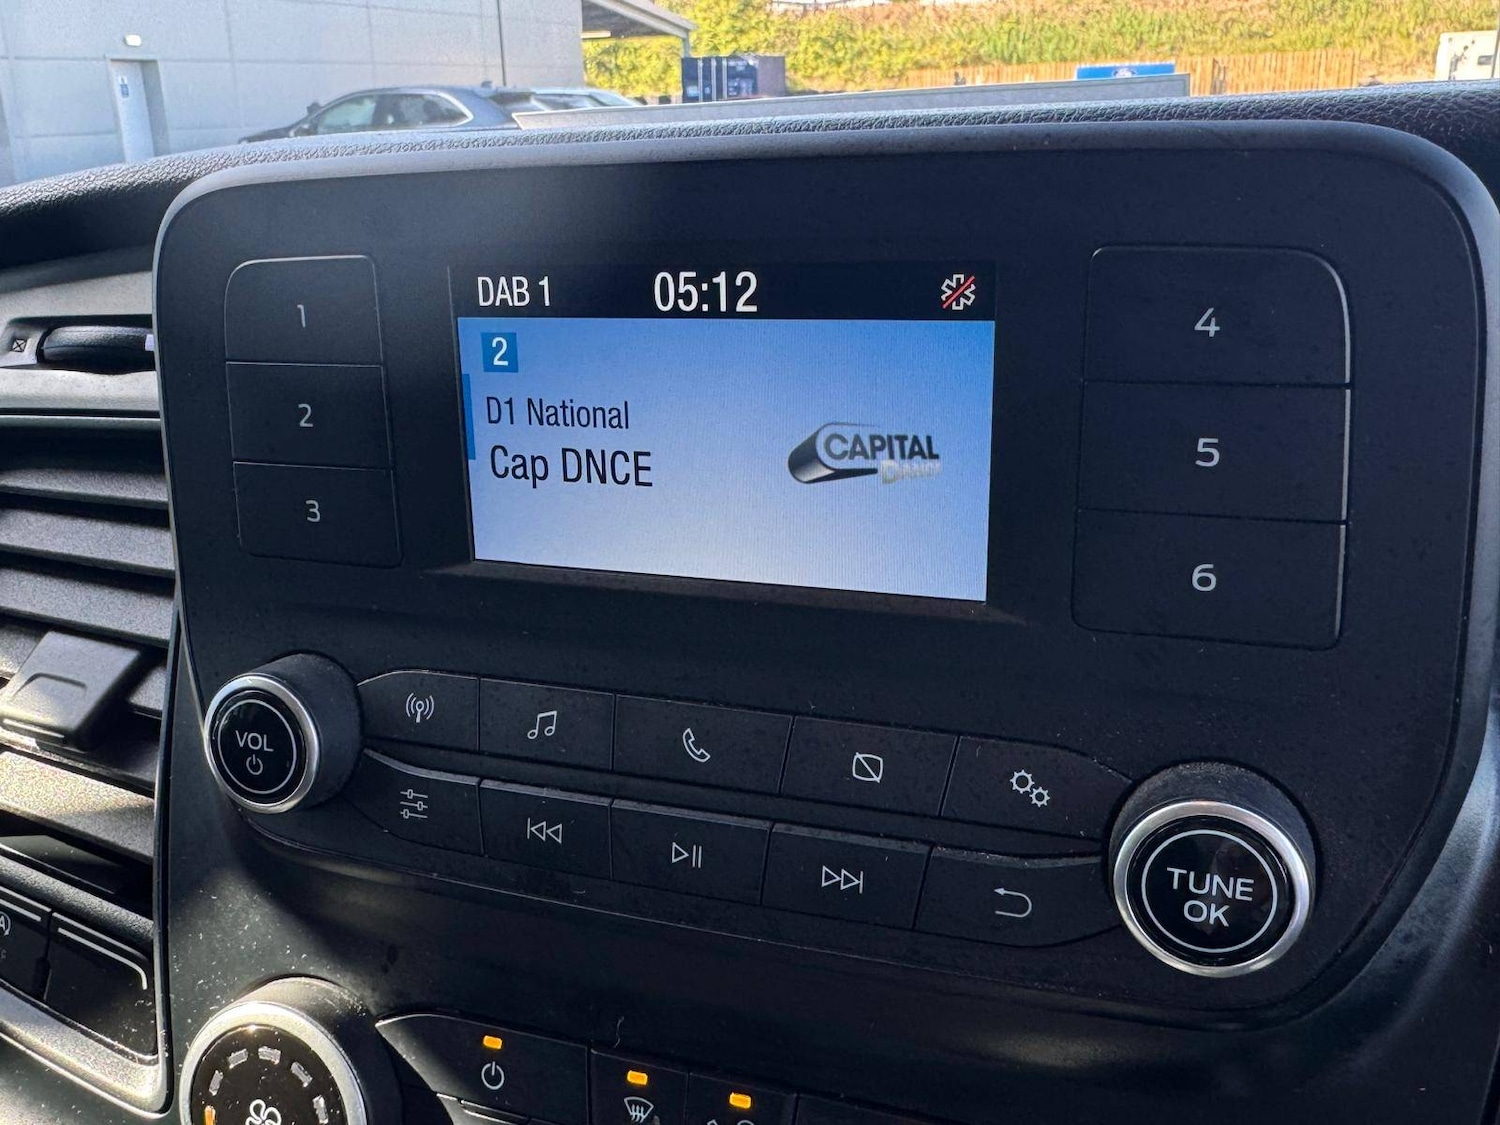 DAB 1 05:12
2
D1 National
Cap DNCE
CAPITAL
DANCE
1
2
3
4
5
6
VOL
TUNE
OK